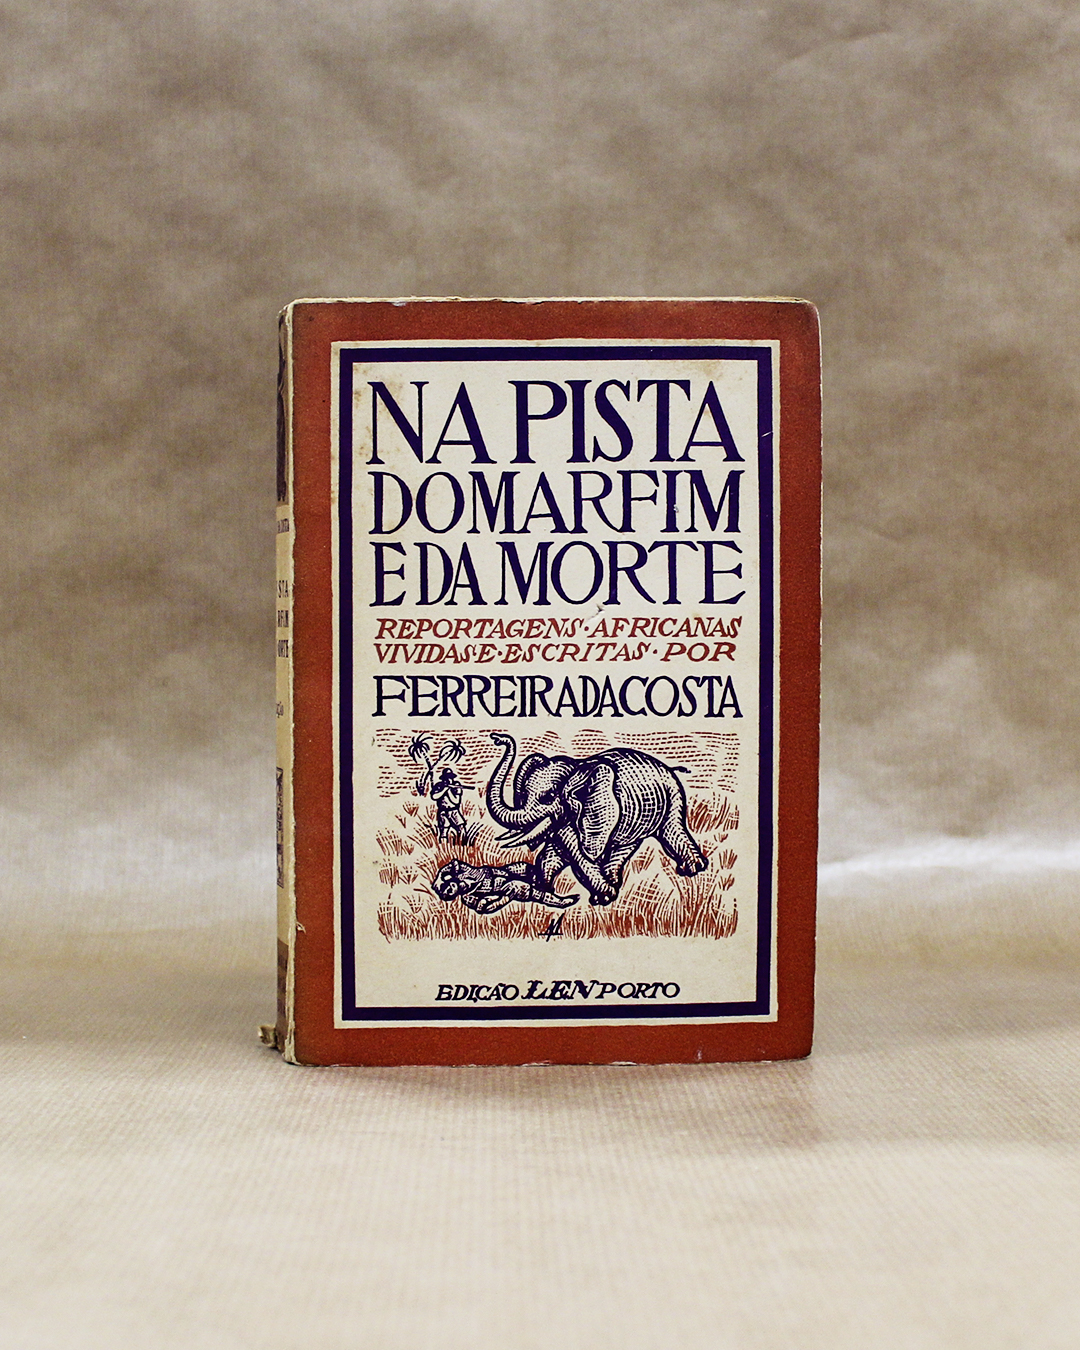 NA PISTA
DO MARFIM
E DA MORTE
REPORTAGENS·AFRICANAS
VIVIDAS·E·ESCRITAS·POR
FERREIRA DA COSTA
EDIÇÃO LEN PORTO